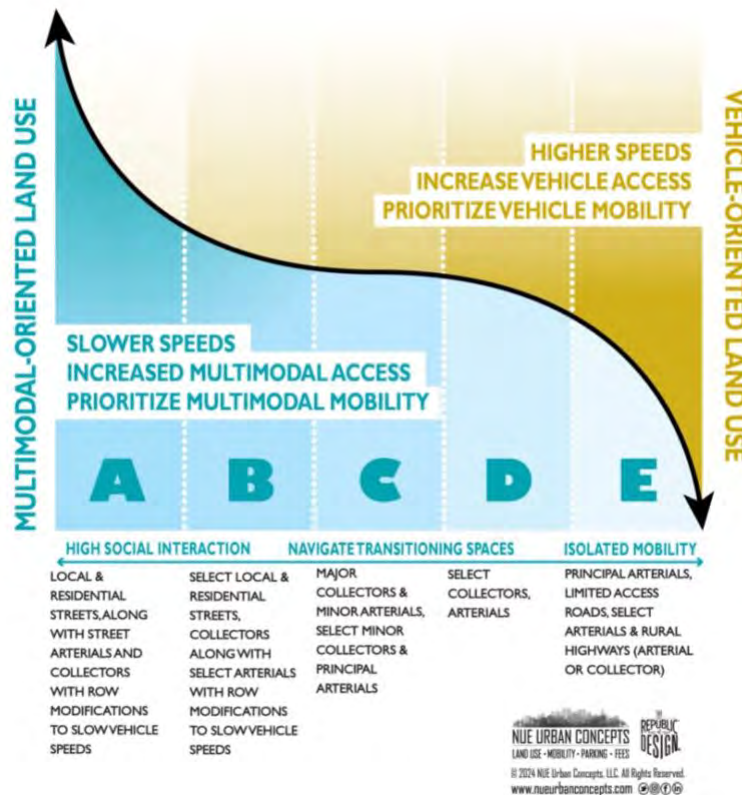 MULTIMODAL-ORIENTED LAND USE
VEHICLE-ORIENTED LAND USE
HIGHER SPEEDS
INCREASE VEHICLE ACCESS
PRIORITIZE VEHICLE MOBILITY
SLOWER SPEEDS
INCREASED MULTIMODAL ACCESS
PRIORITIZE MULTIMODAL MOBILITY
A B C D E
HIGH SOCIAL INTERACTION NAVIGATE TRANSITIONING SPACES ISOLATED MOBILITY
LOCAL &
RESIDENTIAL
STREETS, ALONG
WITH STREET
ARTERIALS AND
COLLECTORS
WITH ROW
MODIFICATIONS
TO SLOW VEHICLE
SPEEDS
SELECT LOCAL &
RESIDENTIAL
STREETS,
COLLECTORS
ALONG WITH
SELECT ARTERIALS
WITH ROW
MODIFICATIONS
TO SLOW VEHICLE
SPEEDS
MAJOR
COLLECTORS &
MINOR ARTERIALS,
SELECT MINOR
COLLECTORS &
PRINCIPAL
ARTERIALS
SELECT
COLLECTORS,
ARTERIALS
PRINCIPAL ARTERIALS,
LIMITED ACCESS
ROADS, SELECT
ARTERIALS & RURAL
HIGHWAYS (ARTERIAL
OR COLLECTOR)
NUE URBAN CONCEPTS
LAND USE • MOBILITY • PARKING • FEES
THE
REPUBLIC
OF
DESIGN
© 2024 NUE Urban Concepts, LLC. All Rights Reserved.
www.nueurbanconcepts.com